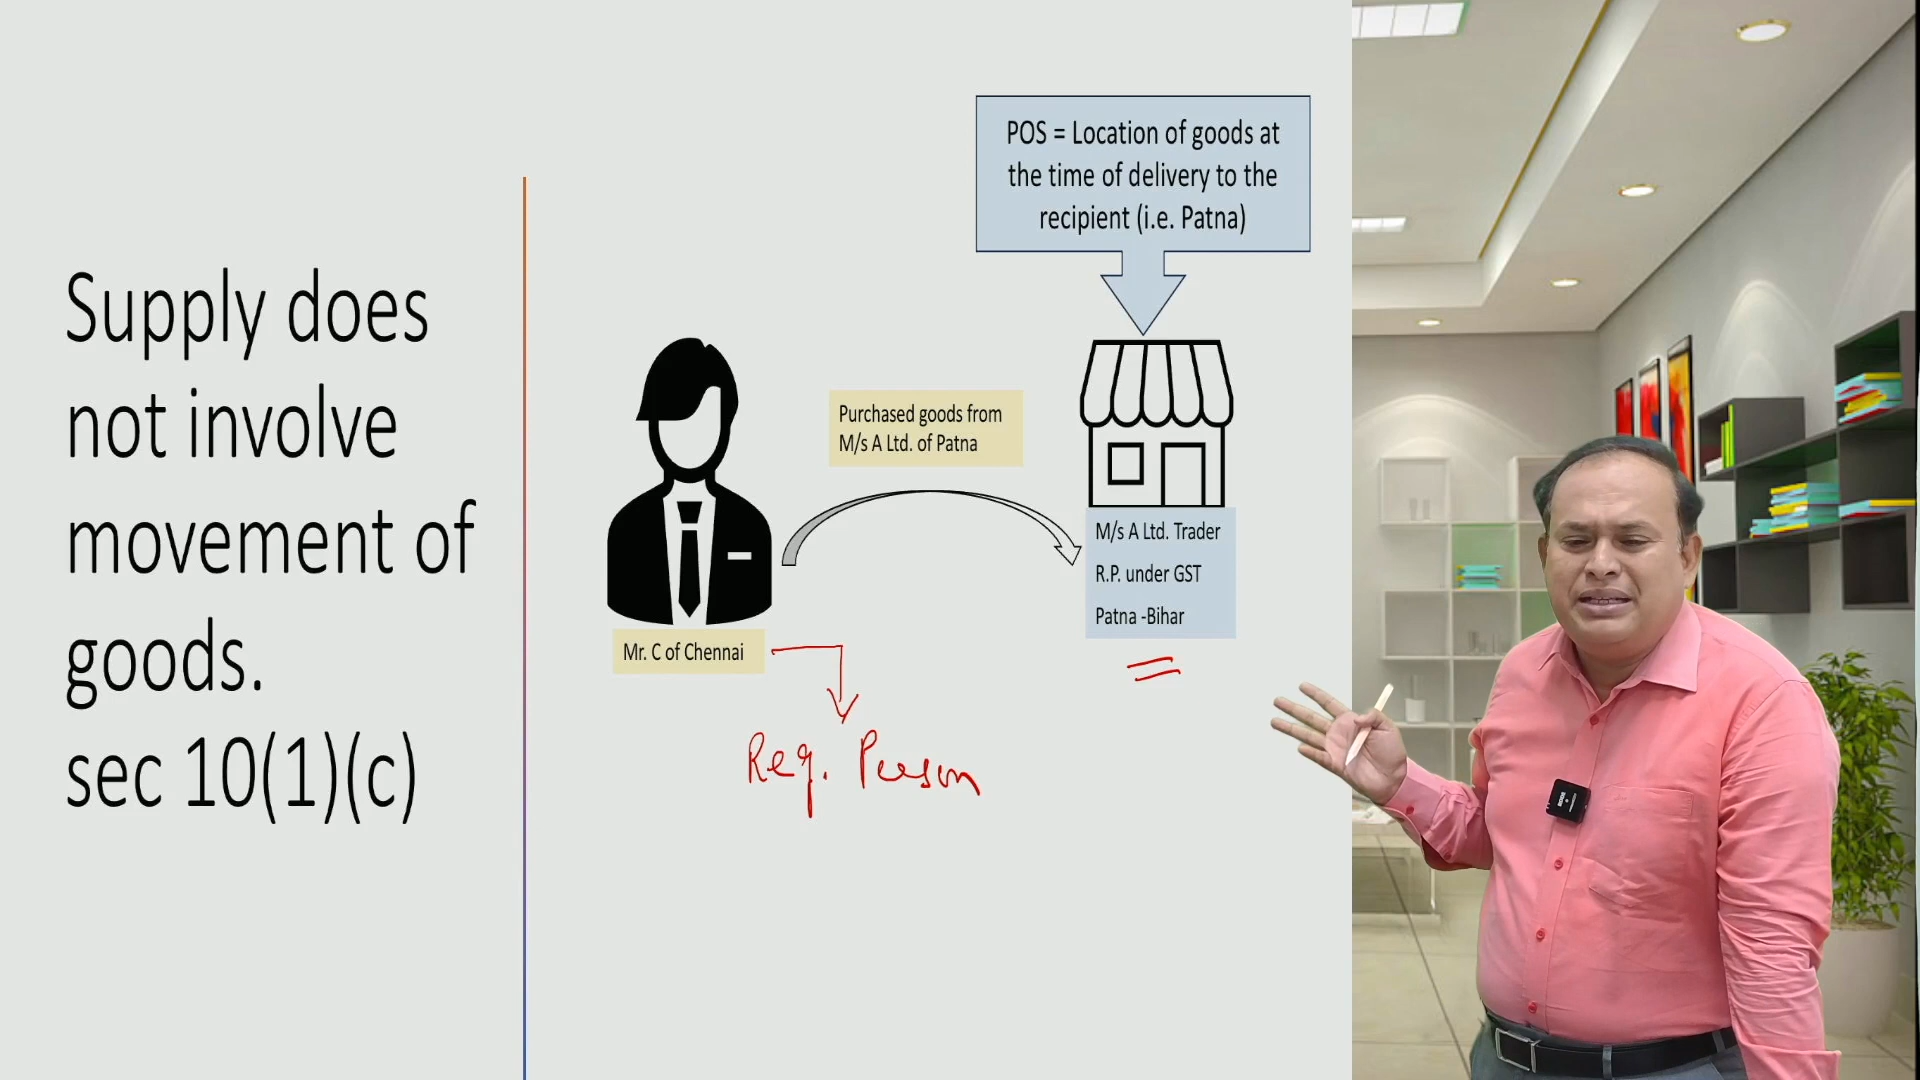 Supply does
not involve
movement of
goods.
sec 10(1)(c)
POS = Location of goods at
the time of delivery to the
recipient (i.e. Patna)
Purchased goods from
M/s A Ltd. of Patna
M/s A Ltd. Trader
R.P. under GST
Patna -Bihar
Mr. C of Chennai
Reg. Person